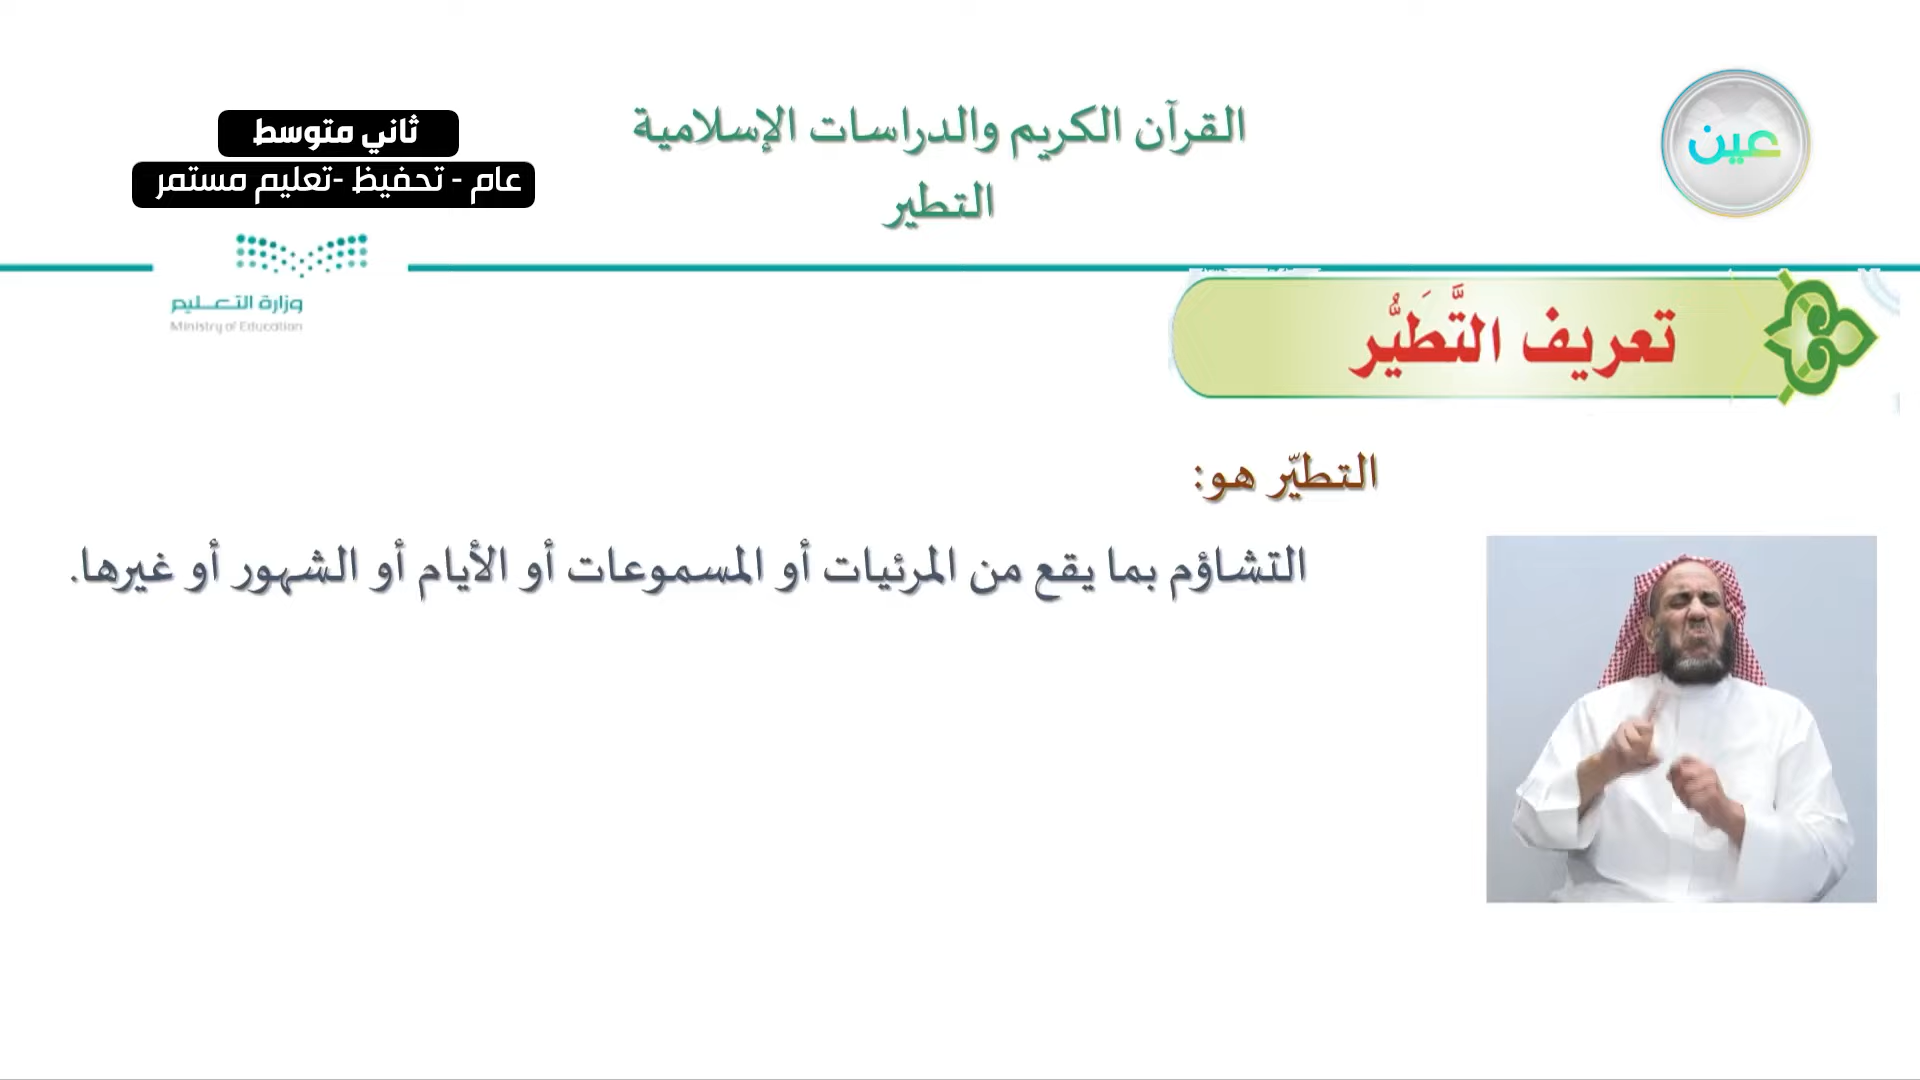 القرآن الكريم والدراسات الإسلامية
التطير
عين
ثاني متوسط
عام - تحفيظ -تعليم مستمر
وزارة التعليم
Ministry of Education
تعريف التَّطَيُّر
التطيّر هو:
التشاؤم بما يقع من المرئيات أو المسموعات أو الأيام أو الشهور أو غيرها.